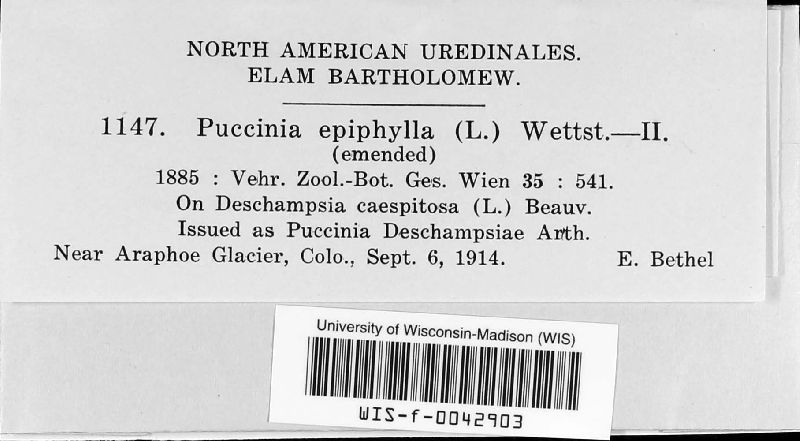 NORTH AMERICAN UREDINALES.
ELAM BARTHOLOMEW.
1147. Puccinia epiphylla (L.) Wettst.—II.
(emended)
1885 : Vehr. Zool.-Bot. Ges. Wien 35 : 541.
On Deschampsia caespitosa (L.) Beauv.
Issued as Puccinia Deschampsiae Arth.
Near Araphoe Glacier, Colo., Sept. 6, 1914. E. Bethel
University of Wisconsin-Madison (WIS)
WIS-f-0042903